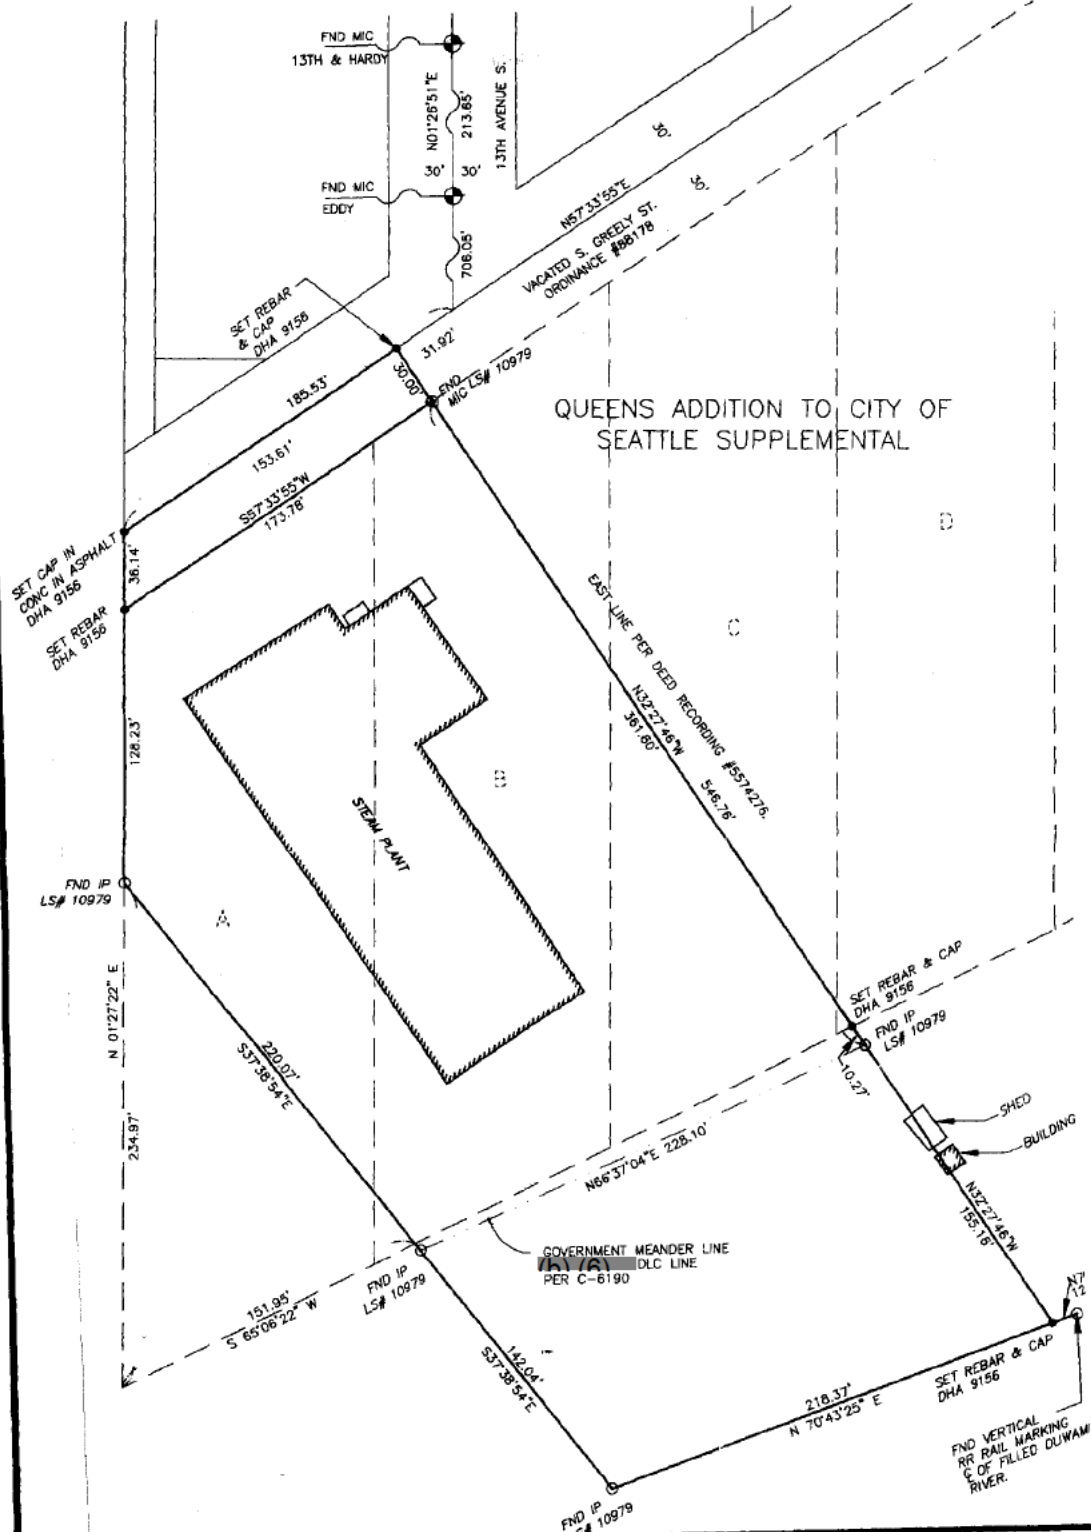 FND MIC
13TH & HARDY
N01°26'51"E
213.65'
13TH AVENUE S.
30'
30'
FND MIC
EDDY
706.05'
30'
30'
N57°33'55"E
VACATED S. GREELY ST.
ORDINANCE #88178
SET REBAR
& CAP
DHA 9156
31.92'
30.00'
FND
MIC LS# 10979
185.53'
153.61'
S57°33'55"W
173.78'
QUEENS ADDITION TO CITY OF
SEATTLE SUPPLEMENTAL
SET CAP IN
CONC IN ASPHALT
DHA 9156
36.14'
SET REBAR
DHA 9156
128.23'
D
C
EAST LINE PER DEED RECORDING #5574276.
N32°27'46"W
361.60'
546.76'
B
STEAM PLANT
FND IP
LS# 10979
A
N 01°27'22" E
234.97'
220.07'
S37°38'54"E
SET REBAR & CAP
DHA 9156
FND IP
LS# 10979
10.27'
SHED
BUILDING
N66°37'04"E 228.10'
N32°27'46"W
155.16'
GOVERNMENT MEANDER LINE
(b) (6) DLC LINE
PER C-6190
FND IP
LS# 10979
151.95'
S 65°06'22" W
142.04'
S37°38'54"E
N7
12
SET REBAR & CAP
DHA 9156
218.37'
N 70°43'25" E
FND VERTICAL
RR RAIL MARKING
℄ OF FILLED DUWAMI
RIVER.
FND IP
S# 10979